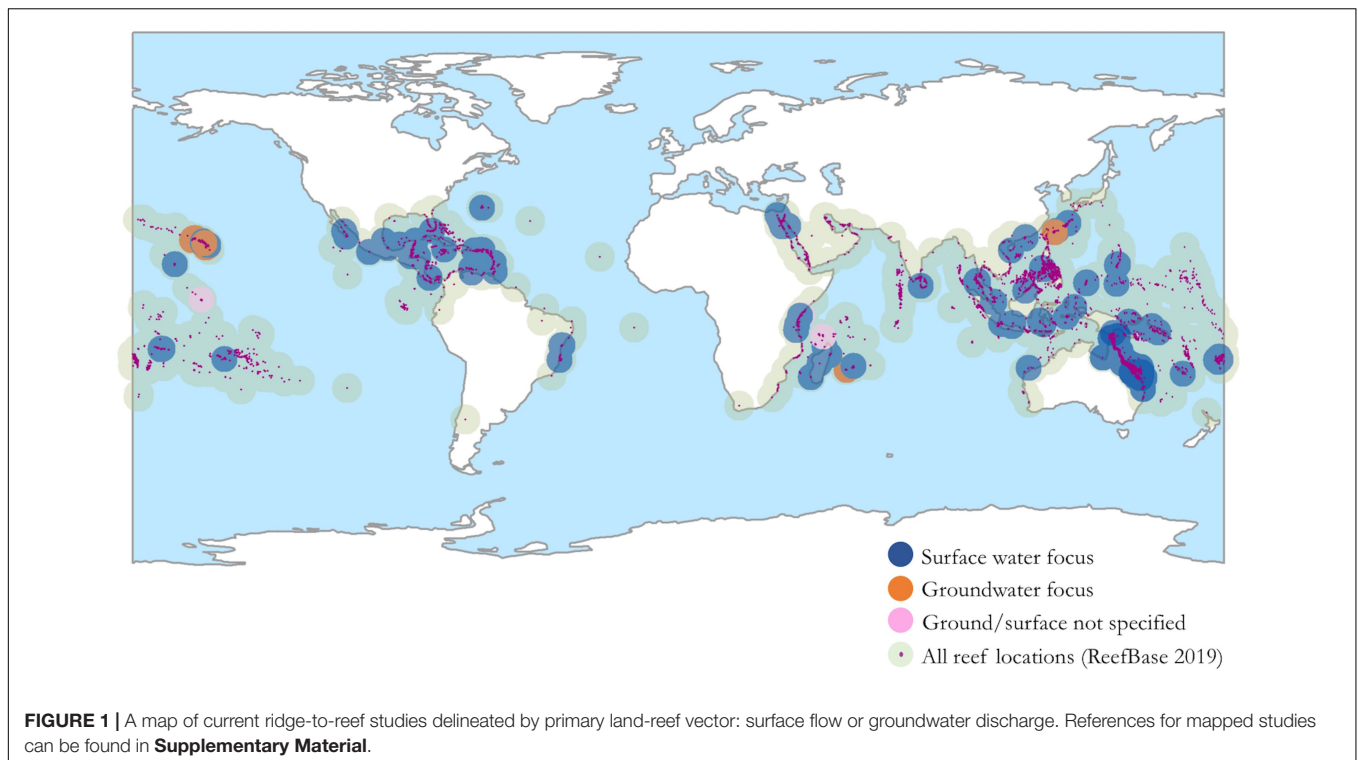 Surface water focus
Groundwater focus
Ground/surface not specified
All reef locations (ReefBase 2019)
FIGURE 1 | A map of current ridge-to-reef studies delineated by primary land-reef vector: surface flow or groundwater discharge. References for mapped studies
can be found in Supplementary Material.